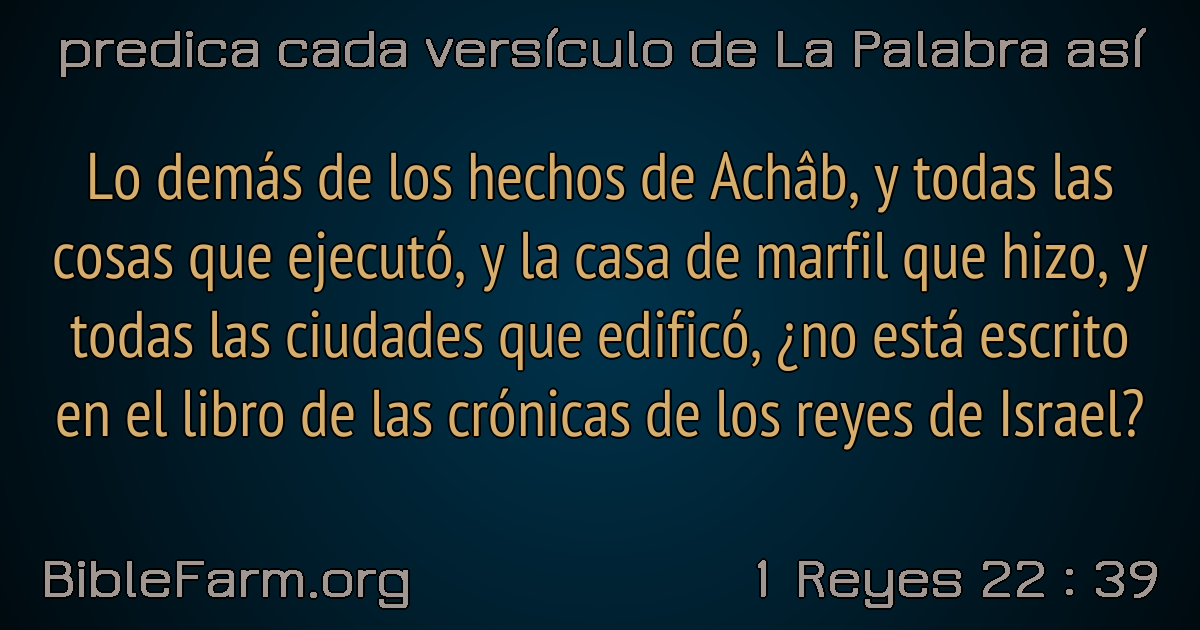 predica cada versículo de La Palabra así
Lo demás de los hechos de Achâb, y todas las
cosas que ejecutó, y la casa de marfil que hizo, y
todas las ciudades que edificó, ¿no está escrito
en el libro de las crónicas de los reyes de Israel?
BibleFarm.org
1 Reyes 22 : 39